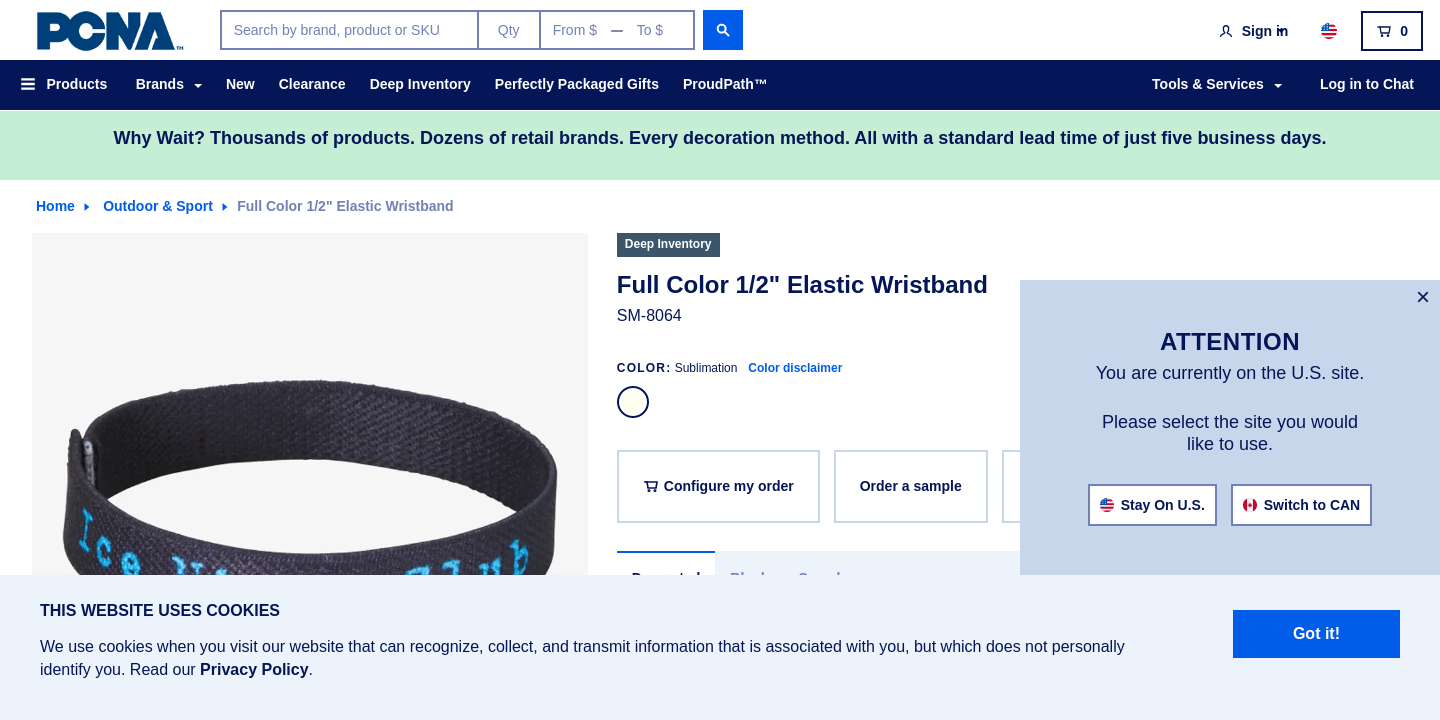 PCNA™
Search by brand, product or SKU
Qty
From $ — To $
Sign in
0
Products
Brands
New
Clearance
Deep Inventory
Perfectly Packaged Gifts
ProudPath™
Tools & Services
Log in to Chat
Why Wait? Thousands of products. Dozens of retail brands. Every decoration method. All with a standard lead time of just five business days.
Home
Outdoor & Sport
Full Color 1/2" Elastic Wristband
Deep Inventory
Full Color 1/2" Elastic Wristband
SM-8064
COLOR: Sublimation Color disclaimer
Configure my order
Order a sample
×
ATTENTION
You are currently on the U.S. site.
Please select the site you would
like to use.
Stay On U.S.
Switch to CAN
THIS WEBSITE USES COOKIES
We use cookies when you visit our website that can recognize, collect, and transmit information that is associated with you, but which does not personally
identify you. Read our Privacy Policy.
Got it!